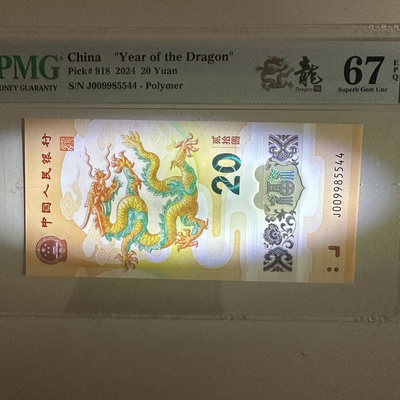 PMG
MONEY GUARANTY
China "Year of the Dragon"
Pick# 918 2024 20 Yuan
S/N J009985544 - Polymer
龍
Dragon
67
EPQ
Superb Gem Unc
中国人民银行
贰拾圆
20
J009985544